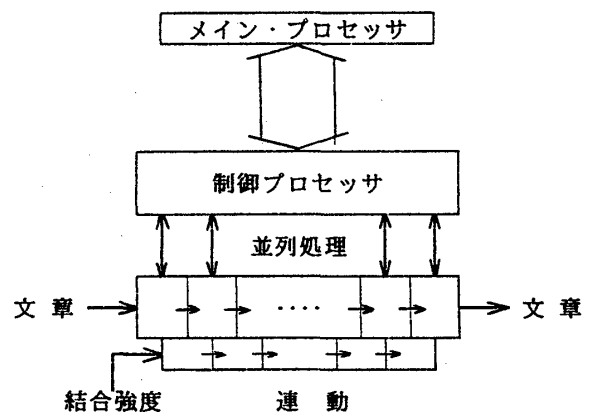 メイン・プロセッサ
制御プロセッサ
並列処理
文章
····
文章
結合強度
連動